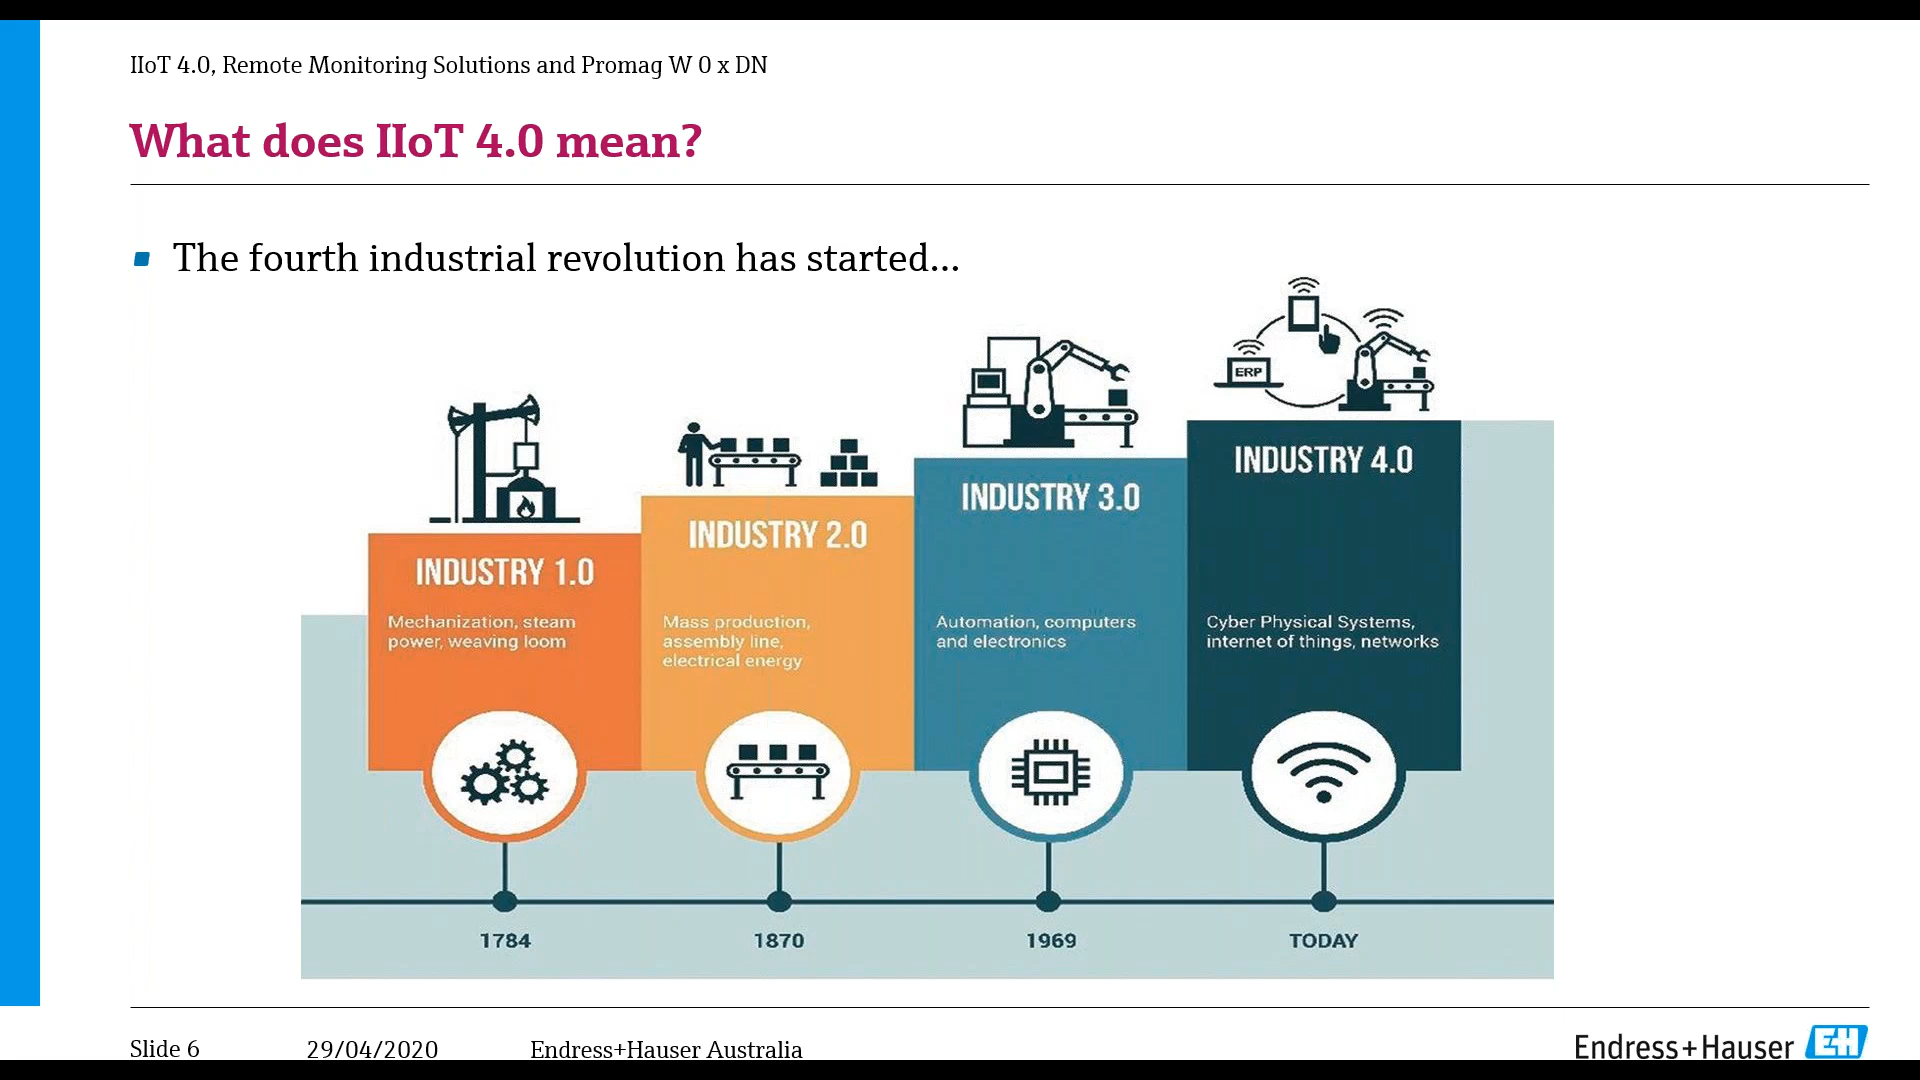 IIoT 4.0, Remote Monitoring Solutions and Promag W 0 x DN
What does IIoT 4.0 mean?
The fourth industrial revolution has started...
ERP
INDUSTRY 1.0
Mechanization, steam
power, weaving loom
INDUSTRY 2.0
Mass production,
assembly line,
electrical energy
INDUSTRY 3.0
Automation, computers
and electronics
INDUSTRY 4.0
Cyber Physical Systems,
internet of things, networks
1784
1870
1969
TODAY
Slide 6
29/04/2020
Endress+Hauser Australia
Endress+Hauser EH